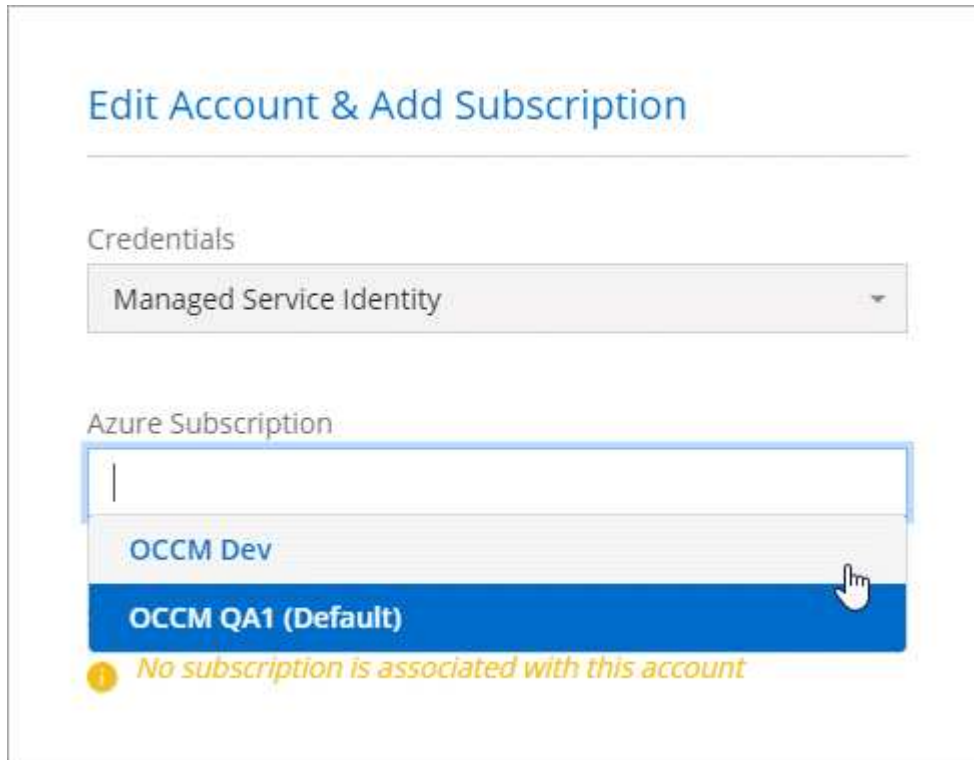 Edit Account & Add Subscription
Credentials
Managed Service Identity
Azure Subscription
OCCM Dev
OCCM QA1 (Default)
No subscription is associated with this account